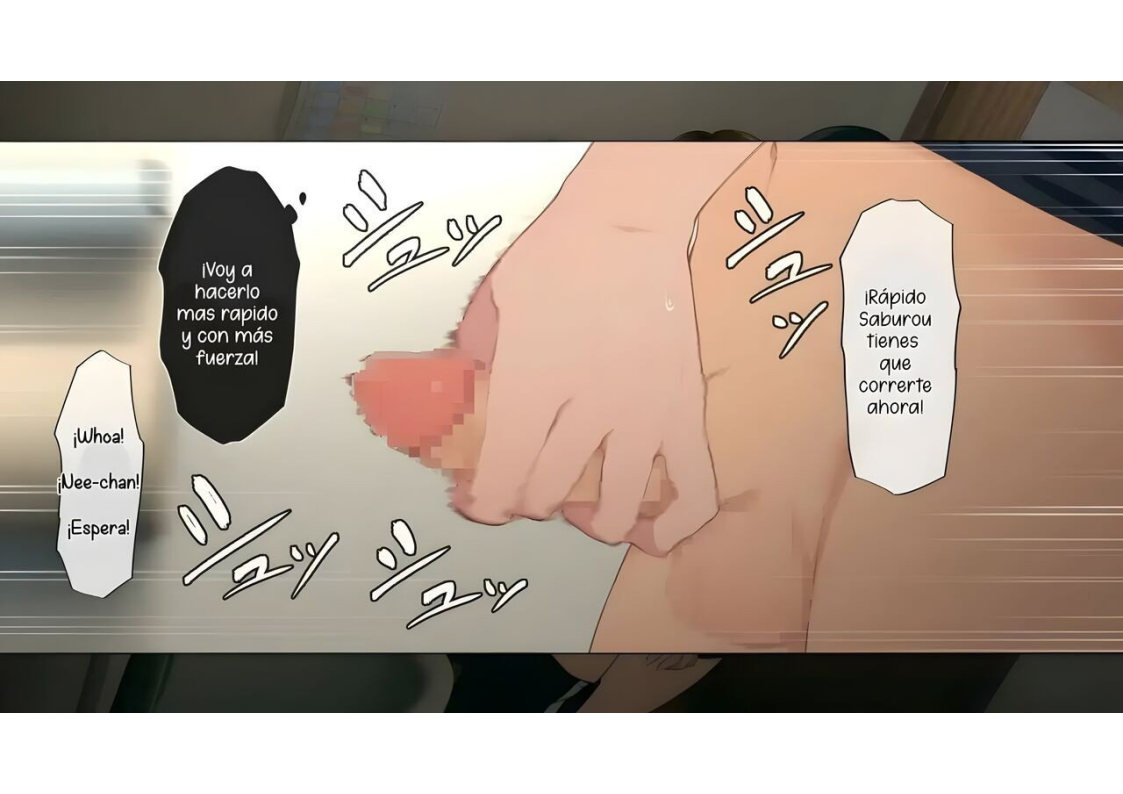 ¡Rápido
Saburou
tienes
que
correrte
ahora!
シュッ
シュッ
¡Voy a
hacerlo
mas rapido
y con más
fuerza!
¡Whoa!
¡Nee-chan!
¡Espera!
シュッ
シュッ